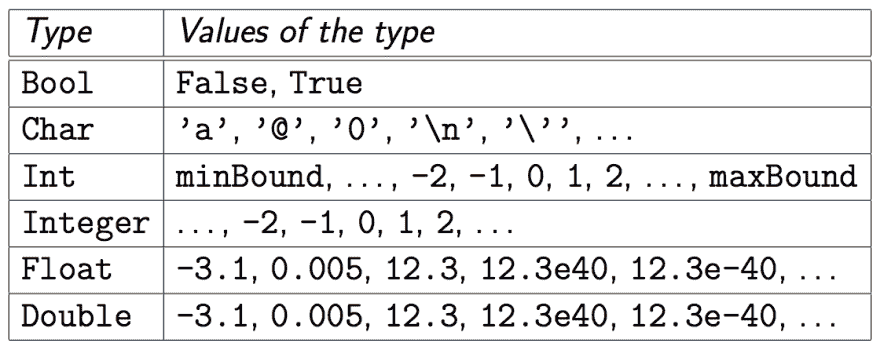 Type Values of the type
Bool False, True
Char 'a', '@', '0', '\n', '\'', ...
Int minBound, ..., -2, -1, 0, 1, 2, ..., maxBound
Integer ..., -2, -1, 0, 1, 2, ...
Float -3.1, 0.005, 12.3, 12.3e40, 12.3e-40, ...
Double -3.1, 0.005, 12.3, 12.3e40, 12.3e-40, ...